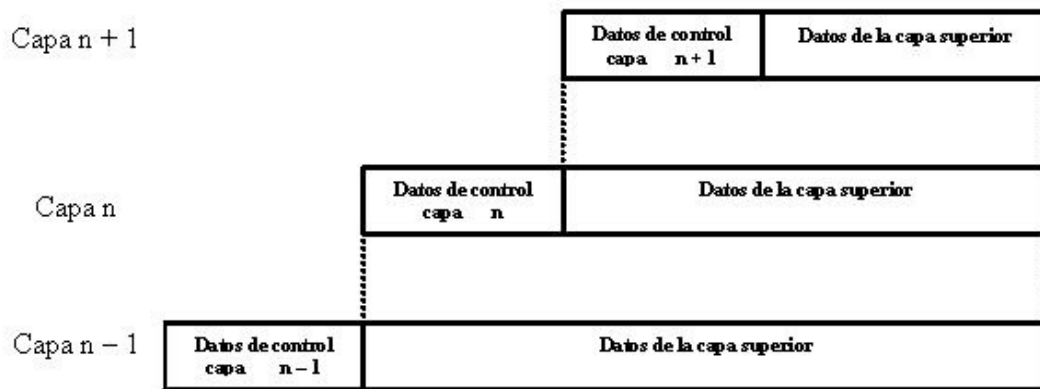 Capa n + 1
Datos de control
capa n + 1
Datos de la capa superior
Capa n
Datos de control
capa n
Datos de la capa superior
Capa n – 1
Datos de control
capa n – 1
Datos de la capa superior